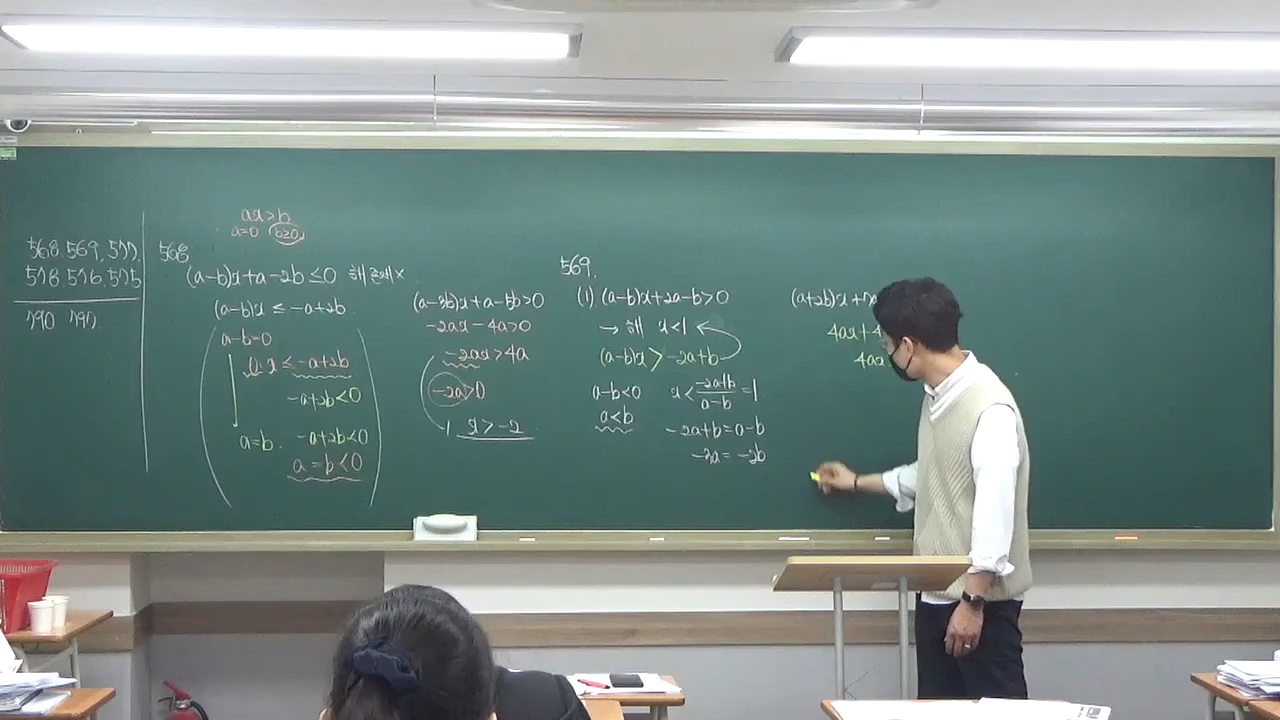 568. 569, 577.
578. 576. 575
790 797.
568
ax>b
a=0 b≥0
(a-b)x+a-2b≤0 해 존재 ×
(a-b)x ≤ -a+2b
a-b=0
0·x ≤ -a+2b
-a+2b<0
a=b. -a+2b<0
a=b<0
(a-3b)x+a-5b>0
-2ax-4a>0
-2ax>4a
-2a>0
x>-2
569.
(1) (a-b)x+2a-b>0
→ 해 x<1
(a-b)x > -2a+b
a-b<0 x< (-2a+b)/(a-b) =1
a<b
-2a+b=a-b
-3a=-2b
(a+2b)x+
4ax+4
4ax